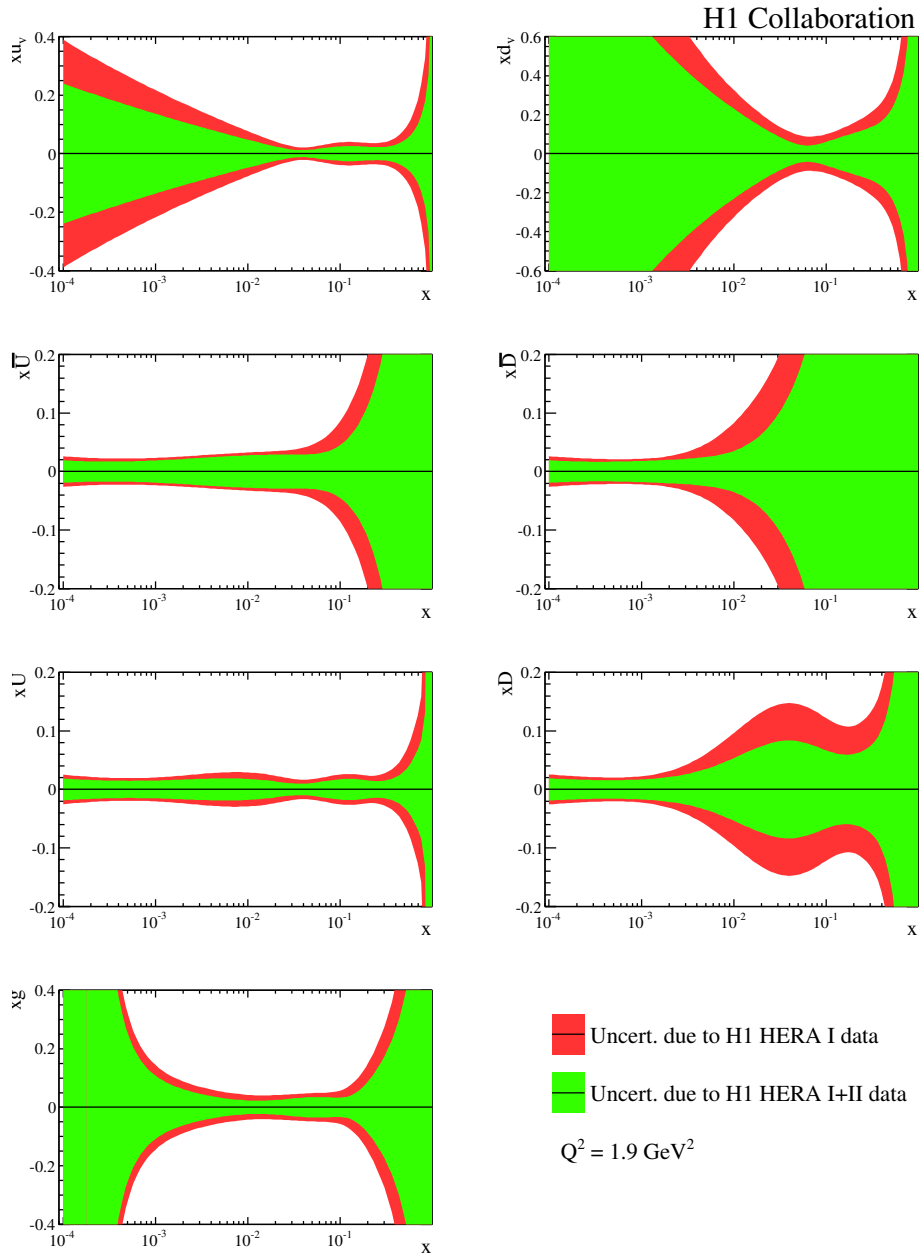 H1 Collaboration
xu_v
0.4
0.2
0
-0.2
-0.4
10^-4 10^-3 10^-2 10^-1
x
xd_v
0.6
0.4
0.2
0
-0.2
-0.4
-0.6
10^-4 10^-3 10^-2 10^-1
x
xU̅
0.2
0.1
0
-0.1
-0.2
10^-4 10^-3 10^-2 10^-1
x
xD̅
0.2
0.1
0
-0.1
-0.2
10^-4 10^-3 10^-2 10^-1
x
xU
0.2
0.1
0
-0.1
-0.2
10^-4 10^-3 10^-2 10^-1
x
xD
0.2
0.1
0
-0.1
-0.2
10^-4 10^-3 10^-2 10^-1
x
xg
0.4
0.2
0
-0.2
-0.4
10^-4 10^-3 10^-2 10^-1
x
Uncert. due to H1 HERA I data
Uncert. due to H1 HERA I+II data
Q^2 = 1.9 GeV^2